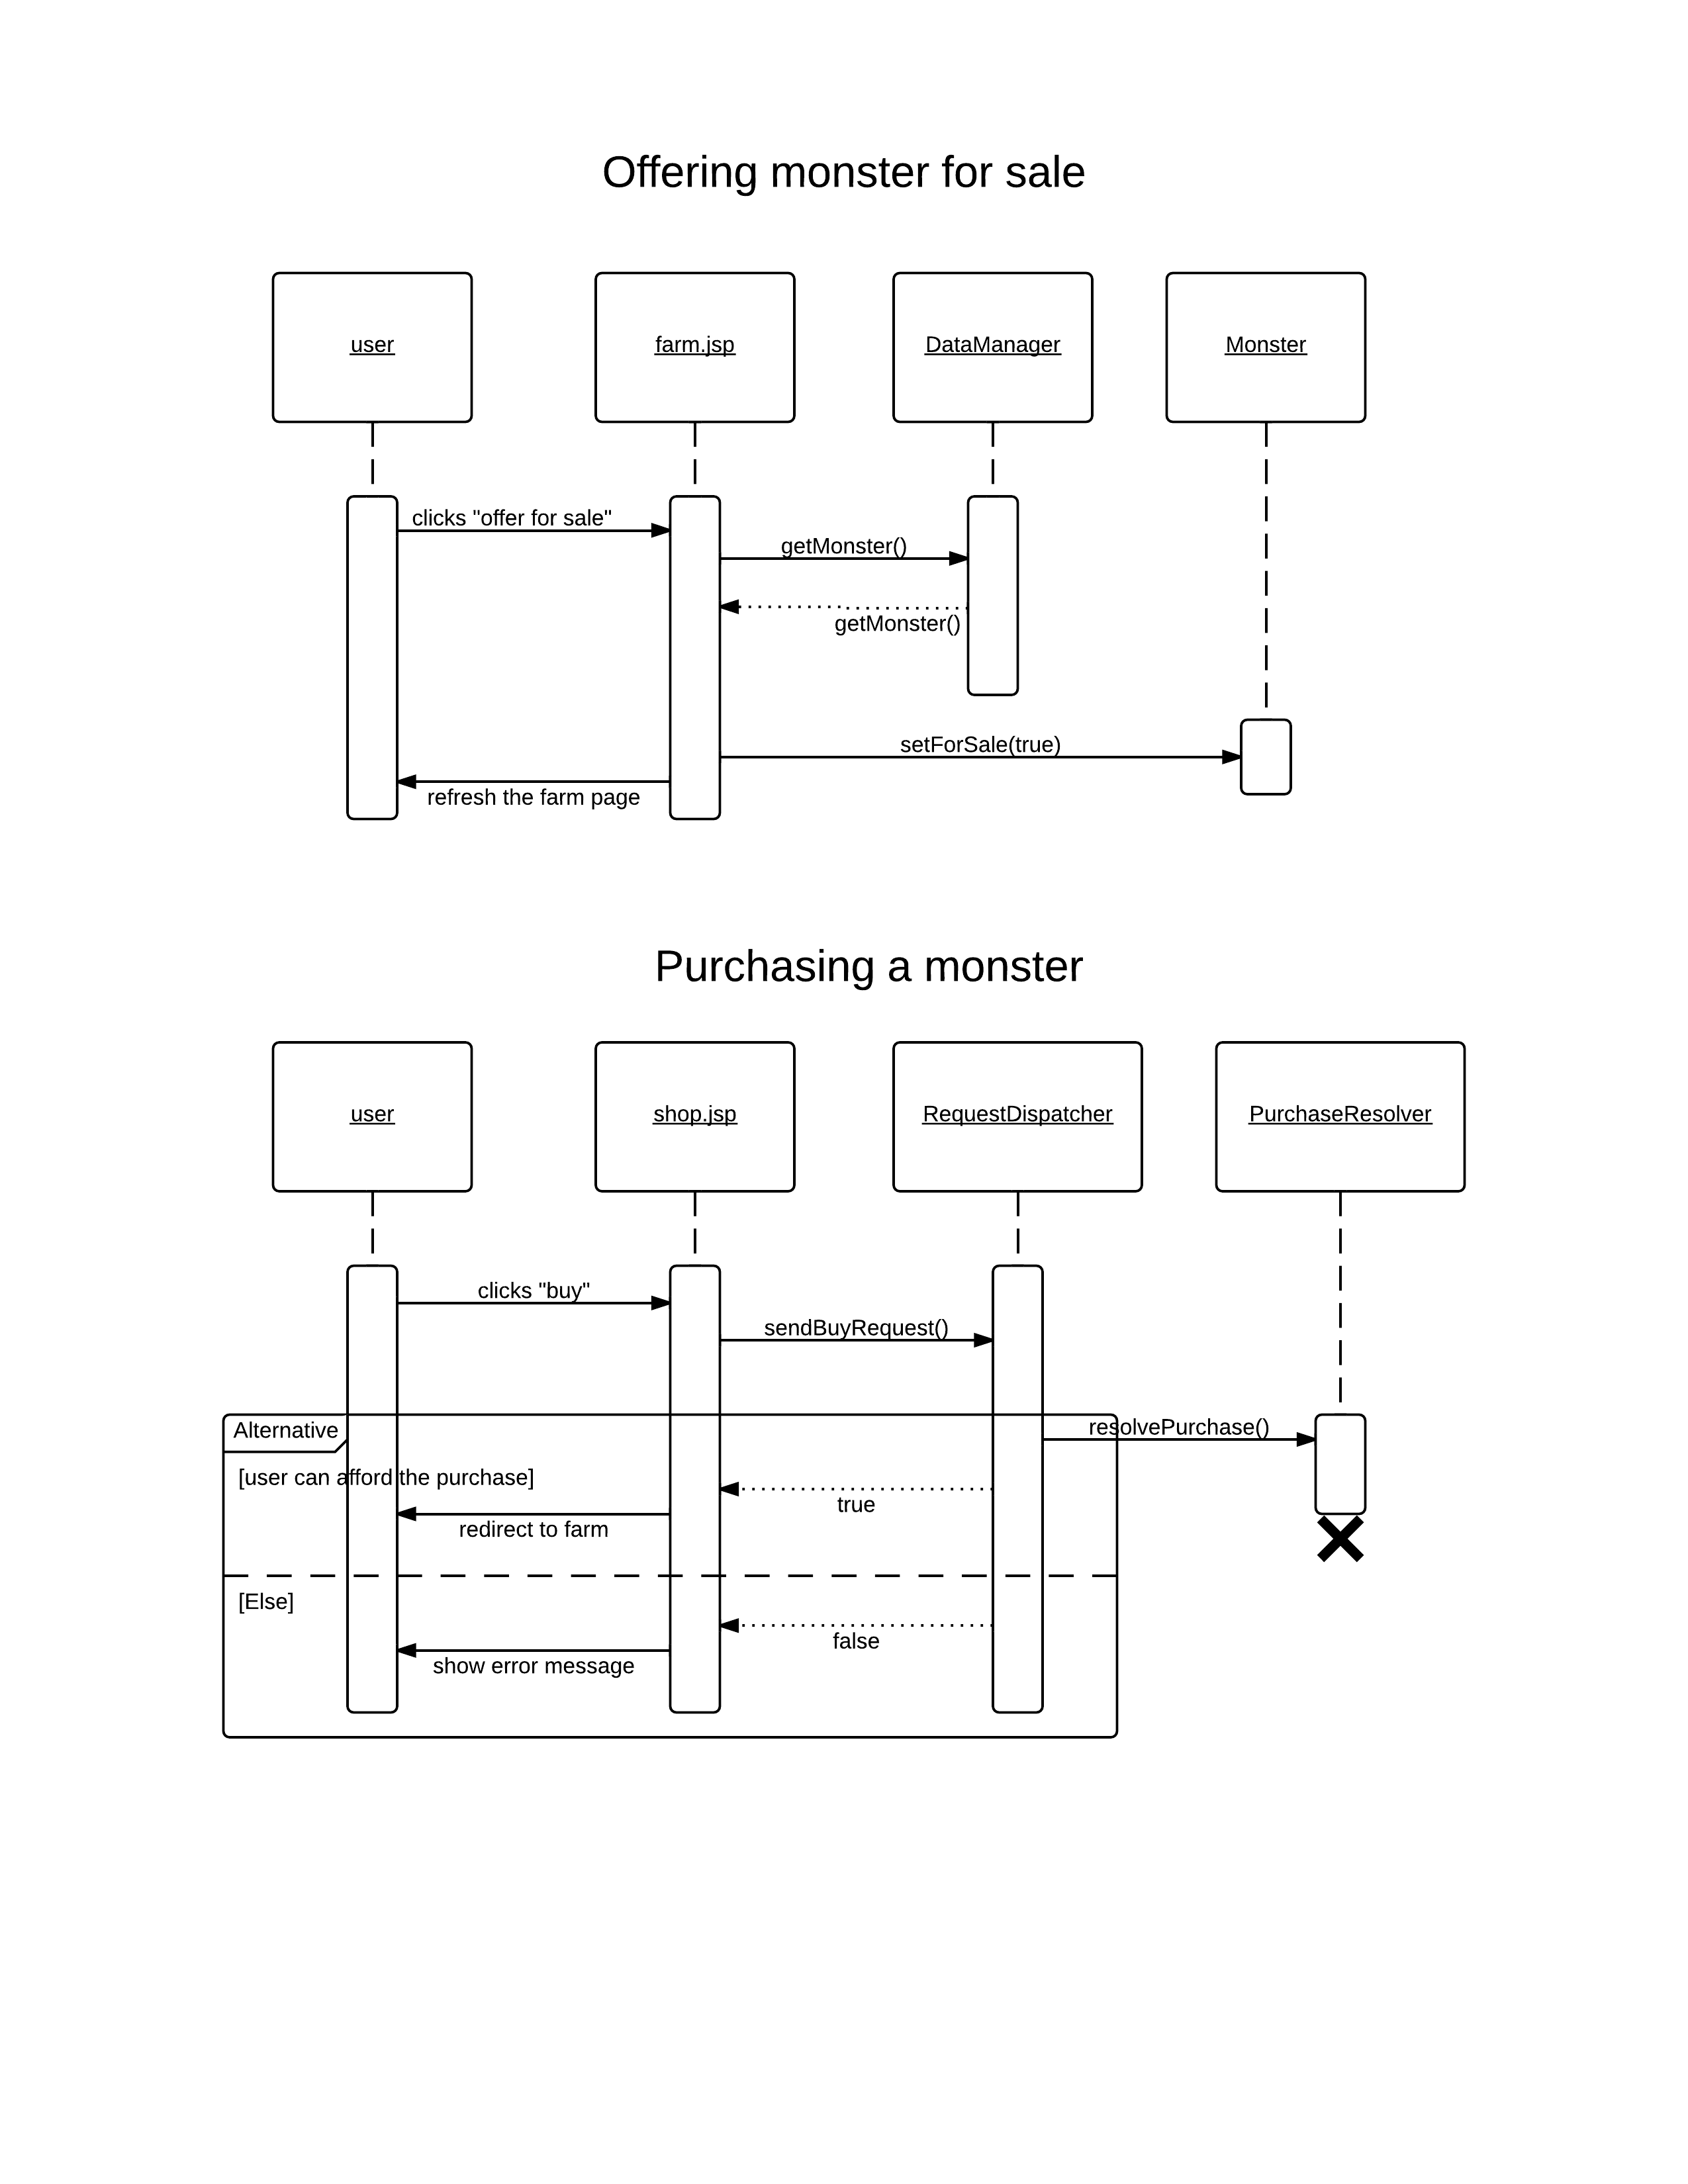 Offering monster for sale
user
farm.jsp
DataManager
Monster
clicks "offer for sale"
getMonster()
getMonster()
setForSale(true)
refresh the farm page
Purchasing a monster
user
shop.jsp
RequestDispatcher
PurchaseResolver
clicks "buy"
sendBuyRequest()
Alternative
resolvePurchase()
[user can afford the purchase]
true
redirect to farm
[Else]
false
show error message